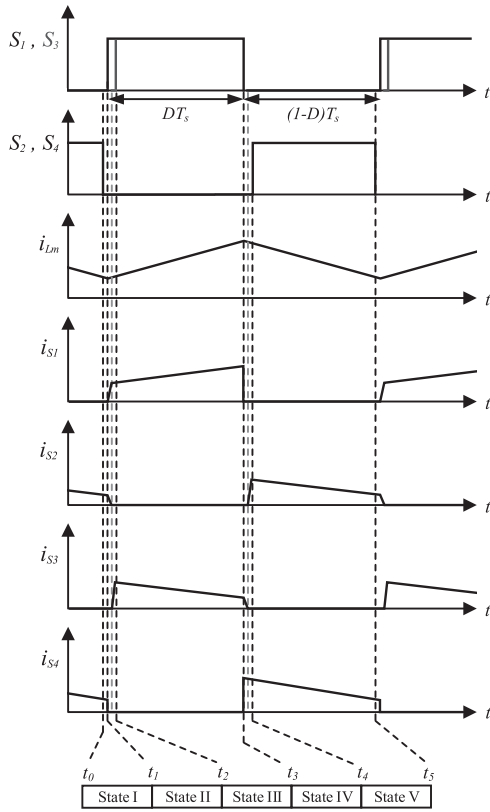 S1 , S3
t
DTs
(1-D)Ts
S2 , S4
t
iLm
t
iS1
t
iS2
t
iS3
t
iS4
t
t0 t1 t2 t3 t4 t5
State I State II State III State IV State V